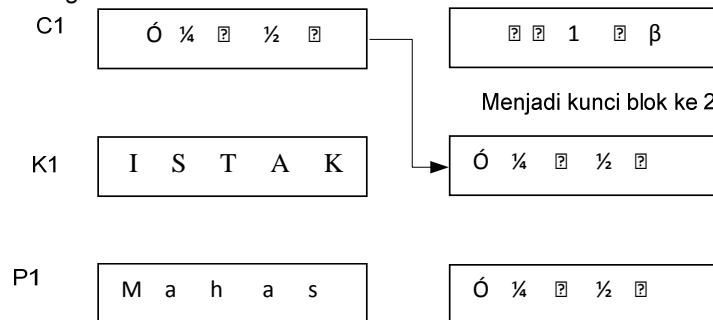 C1 Ó ¼ ⍰ ½ ⍰ ⍰ ⍰ 1 ⍰ β
Menjadi kunci blok ke 2
K1 I S T A K Ó ¼ ⍰ ½ ⍰
P1 M a h a s Ó ¼ ⍰ ½ ⍰